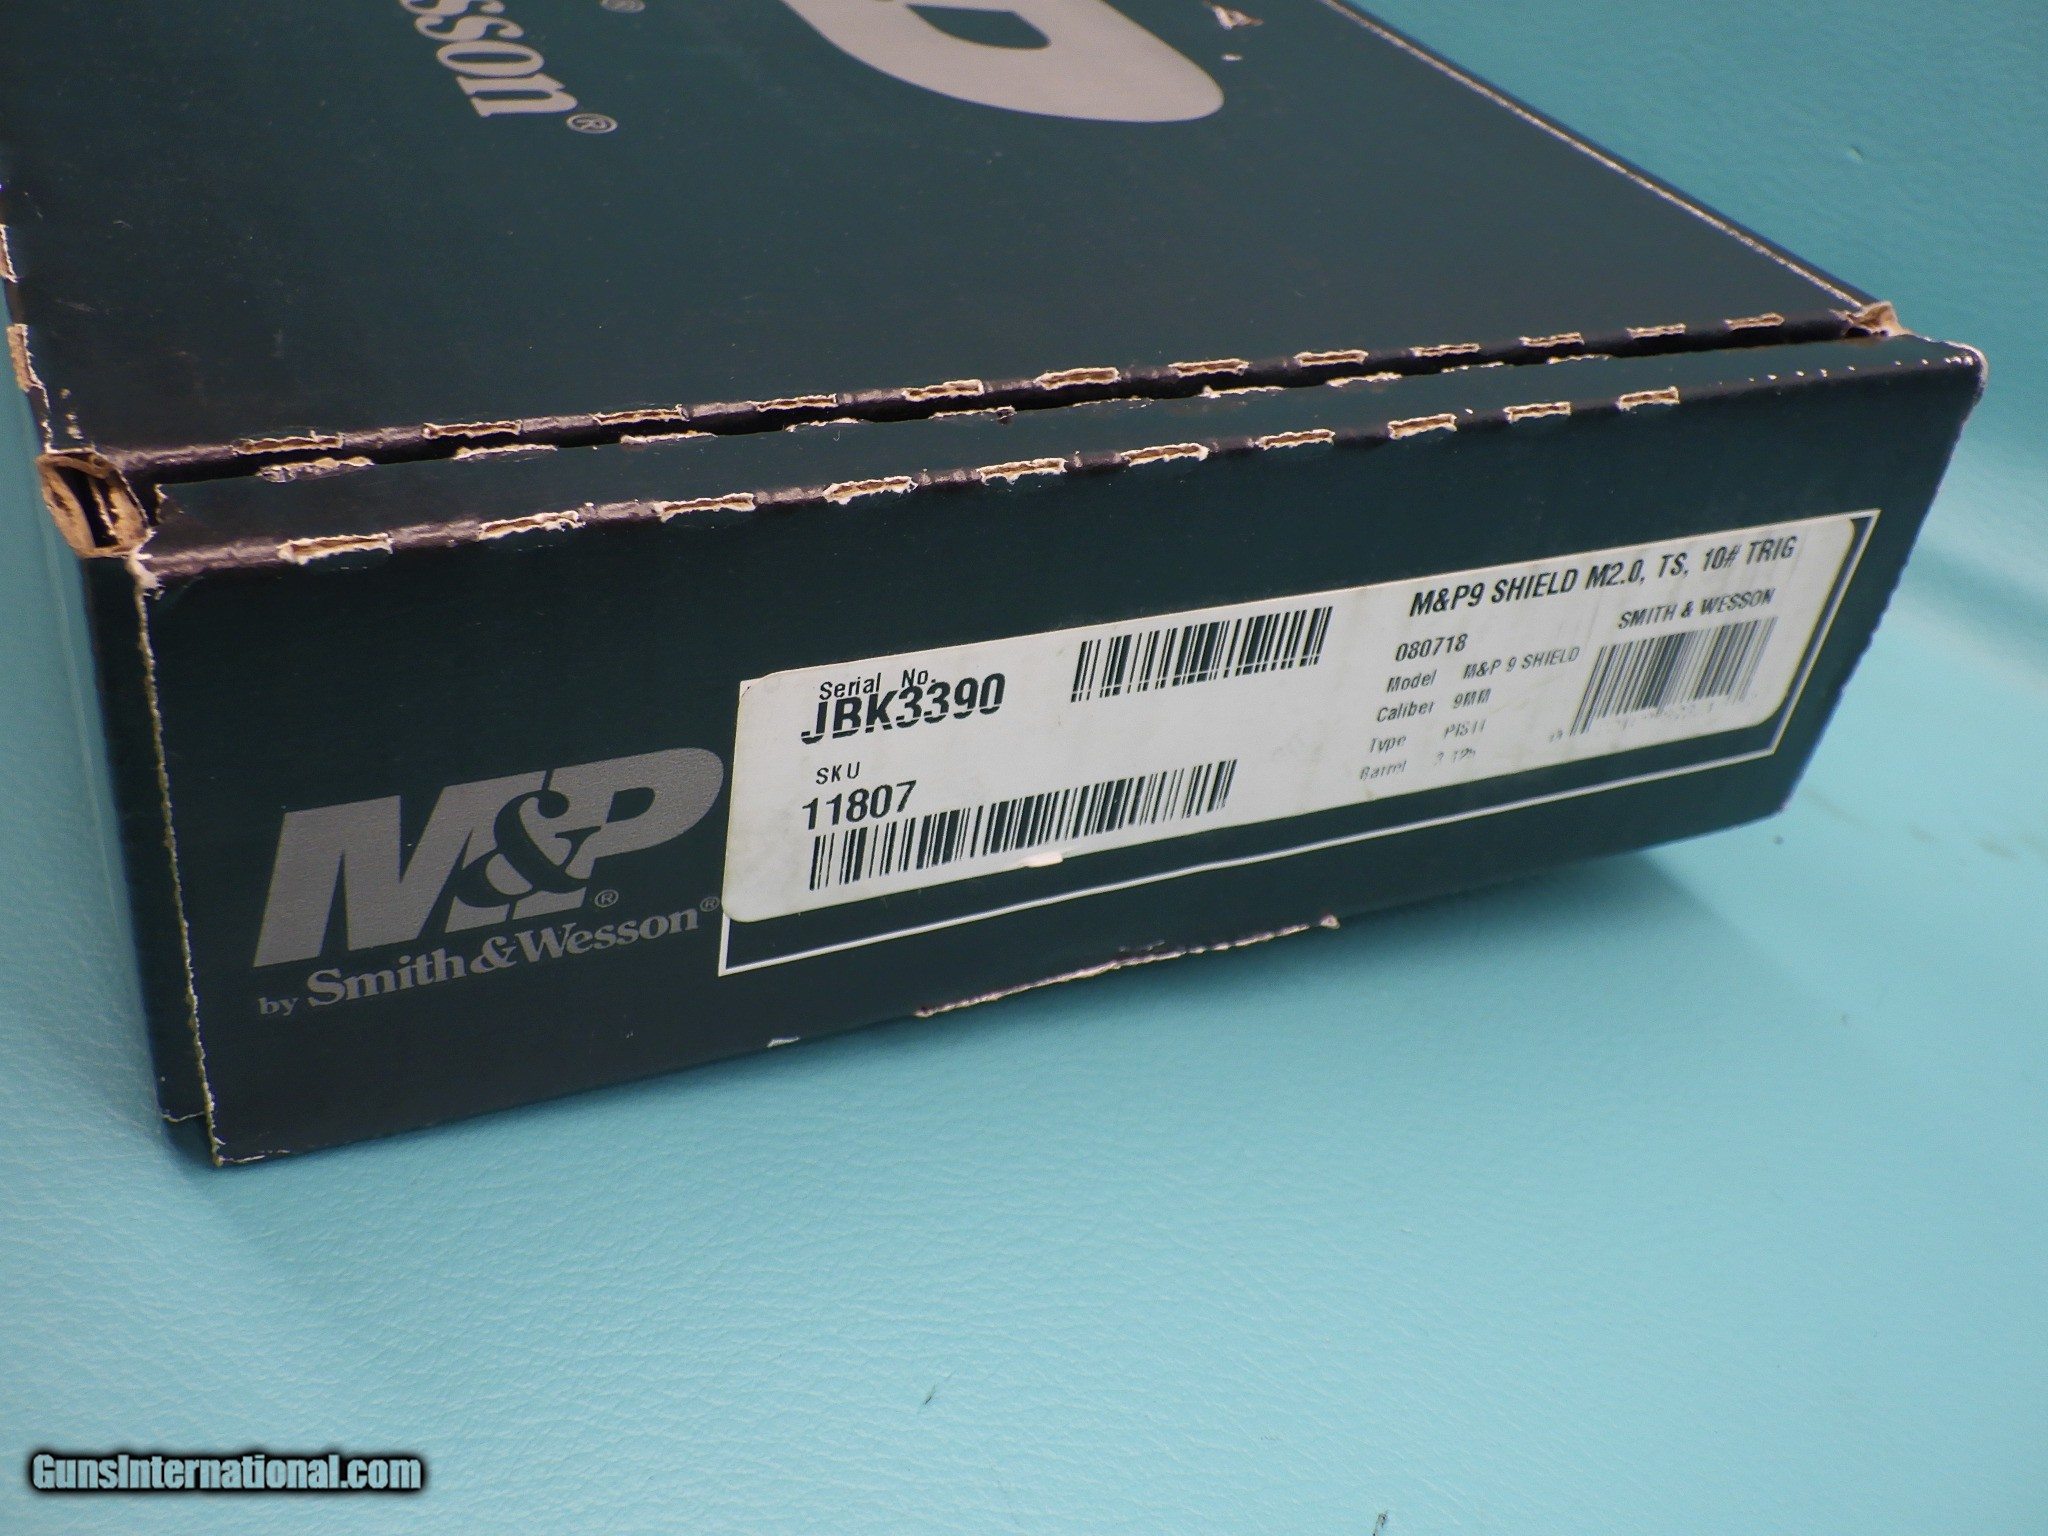 sson®
M&P®
by Smith&Wesson®
Serial No.
JBK3390
SKU
11807
M&P9 SHIELD M2.0, TS, 10# TRIG
080718
SMITH & WESSON
Model M&P 9 SHIELD
Caliber 9MM
Type
Barrel
GunsInternational.com